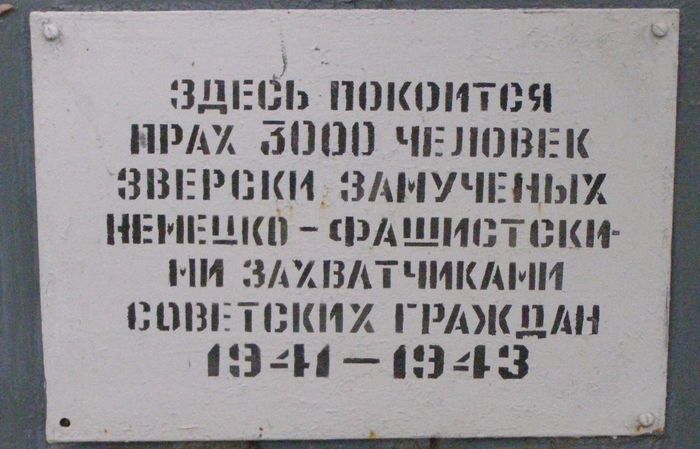 ЗДЕСЬ ПОКОИТСЯ
ПРАХ 3000 ЧЕЛОВЕК
ЗВЕРСКИ ЗАМУЧЕНЫХ
НЕМЕЦКО-ФАШИСТСКИ-
МИ ЗАХВАТЧИКАМИ
СОВЕТСКИХ ГРАЖДАН
1941-1943